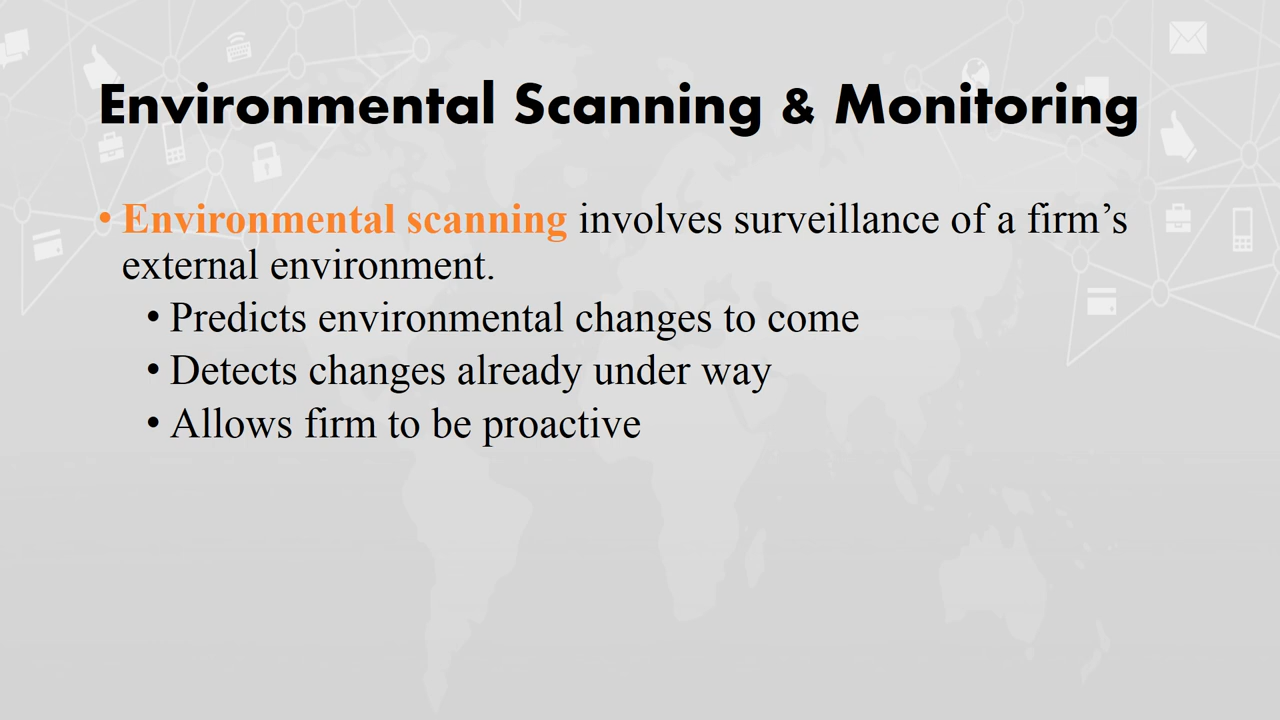 Environmental Scanning & Monitoring
• Environmental scanning involves surveillance of a firm’s
external environment.
• Predicts environmental changes to come
• Detects changes already under way
• Allows firm to be proactive